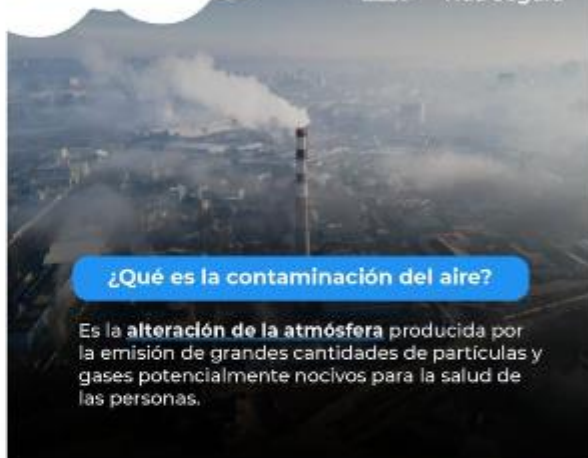 ¿Qué es la contaminación del aire?
Es la alteración de la atmósfera producida por
la emisión de grandes cantidades de partículas y
gases potencialmente nocivos para la salud de
las personas.